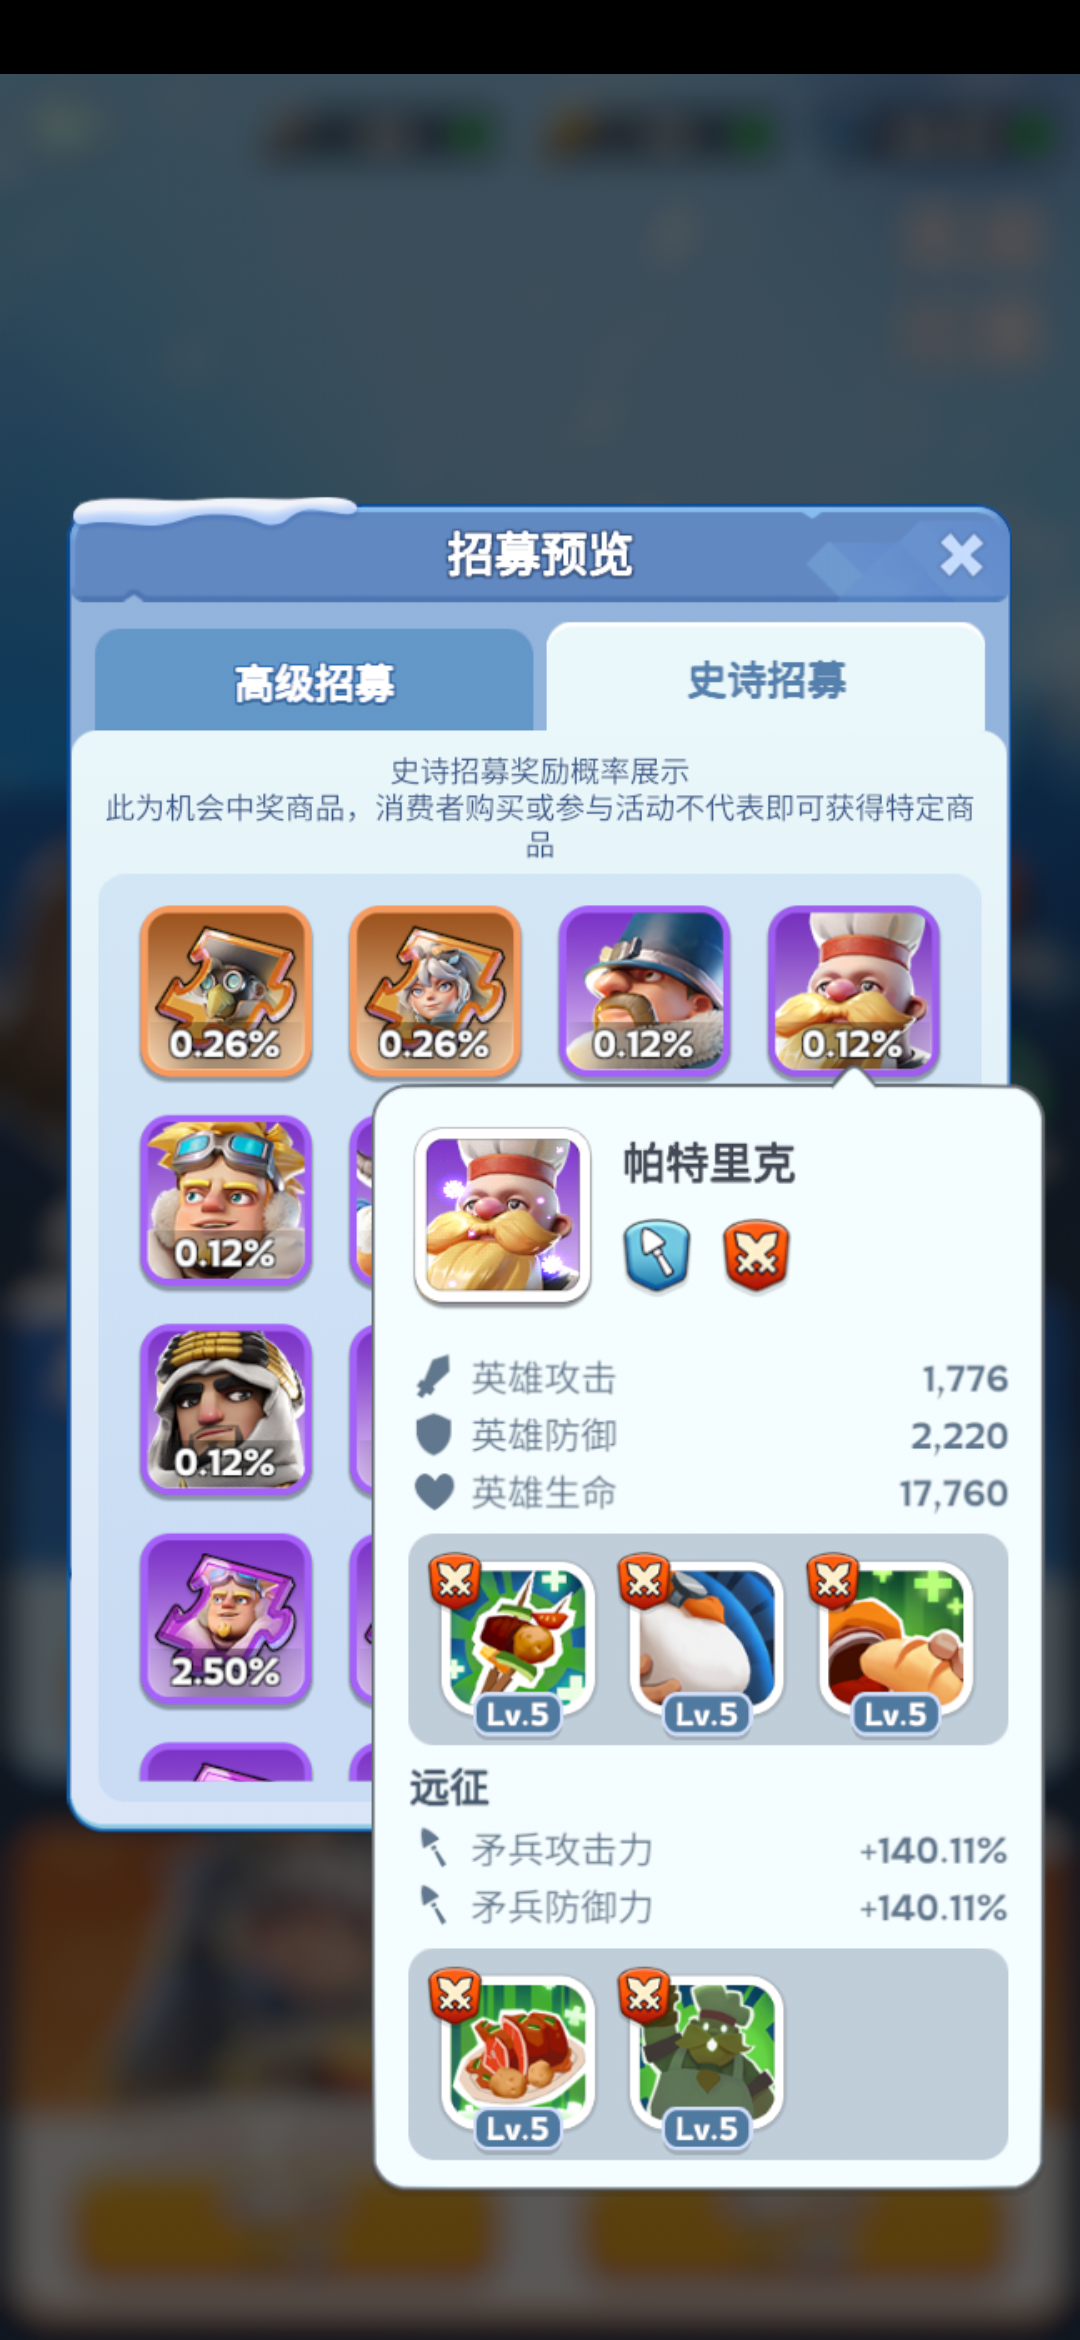 招募预览
高级招募
史诗招募
史诗招募奖励概率展示
此为机会中奖商品，消费者购买或参与活动不代表即可获得特定商
品
0.26%
0.26%
0.12%
0.12%
0.12%
0.12%
2.50%
帕特里克
英雄攻击 1,776
英雄防御 2,220
英雄生命 17,760
Lv.5
Lv.5
Lv.5
远征
矛兵攻击力 +140.11%
矛兵防御力 +140.11%
Lv.5
Lv.5